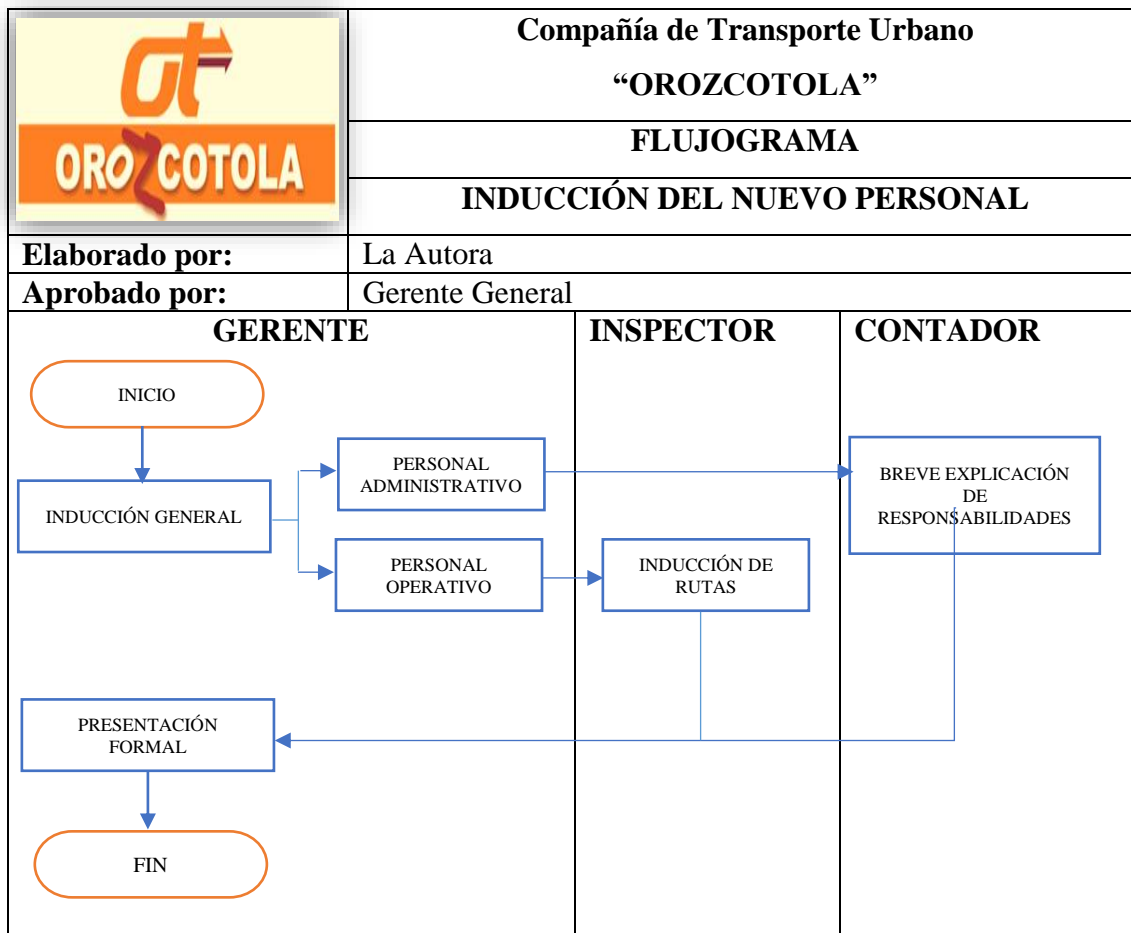 ot
OROZCOTOLA
Compañía de Transporte Urbano
“OROZCOTOLA”
FLUJOGRAMA
INDUCCIÓN DEL NUEVO PERSONAL
Elaborado por: La Autora
Aprobado por: Gerente General
GERENTE INSPECTOR CONTADOR
INICIO
PERSONAL
ADMINISTRATIVO
BREVE EXPLICACIÓN
DE
RESPONSABILIDADES
INDUCCIÓN GENERAL
PERSONAL
OPERATIVO
INDUCCIÓN DE
RUTAS
PRESENTACIÓN
FORMAL
FIN